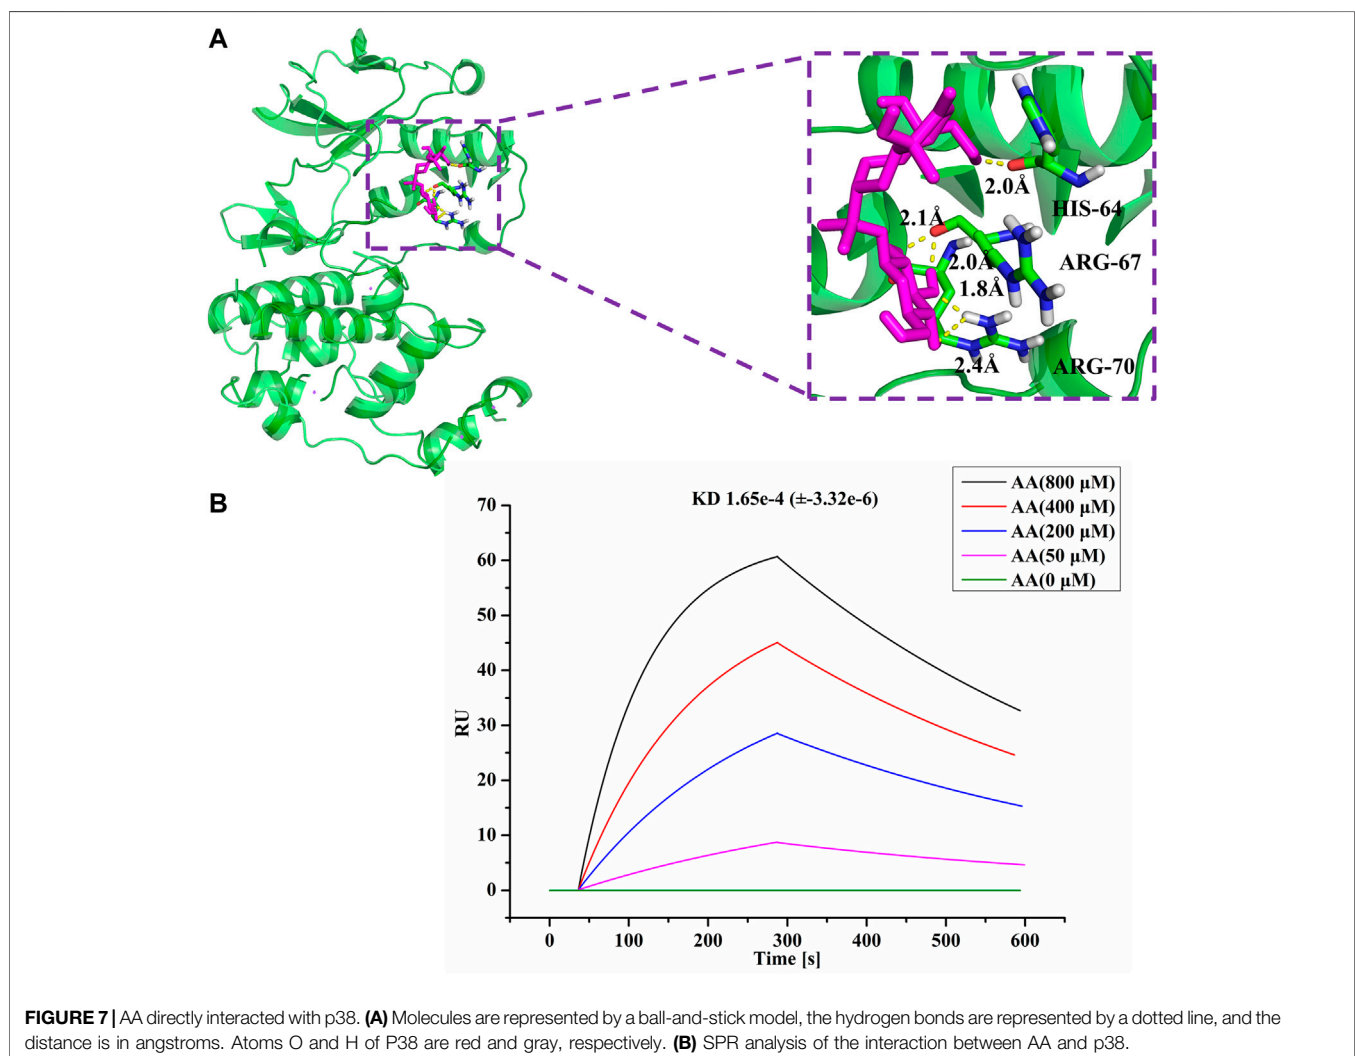 A
2.0Å
HIS-64
2.1Å
2.0Å
ARG-67
1.8Å
2.4Å
ARG-70
B
KD 1.65e-4 (±-3.32e-6)
AA(800 μM)
AA(400 μM)
AA(200 μM)
AA(50 μM)
AA(0 μM)
70
60
50
40
30
20
10
0
RU
0 100 200 300 400 500 600
Time [s]
FIGURE 7 | AA directly interacted with p38. (A) Molecules are represented by a ball-and-stick model, the hydrogen bonds are represented by a dotted line, and the
distance is in angstroms. Atoms O and H of P38 are red and gray, respectively. (B) SPR analysis of the interaction between AA and p38.